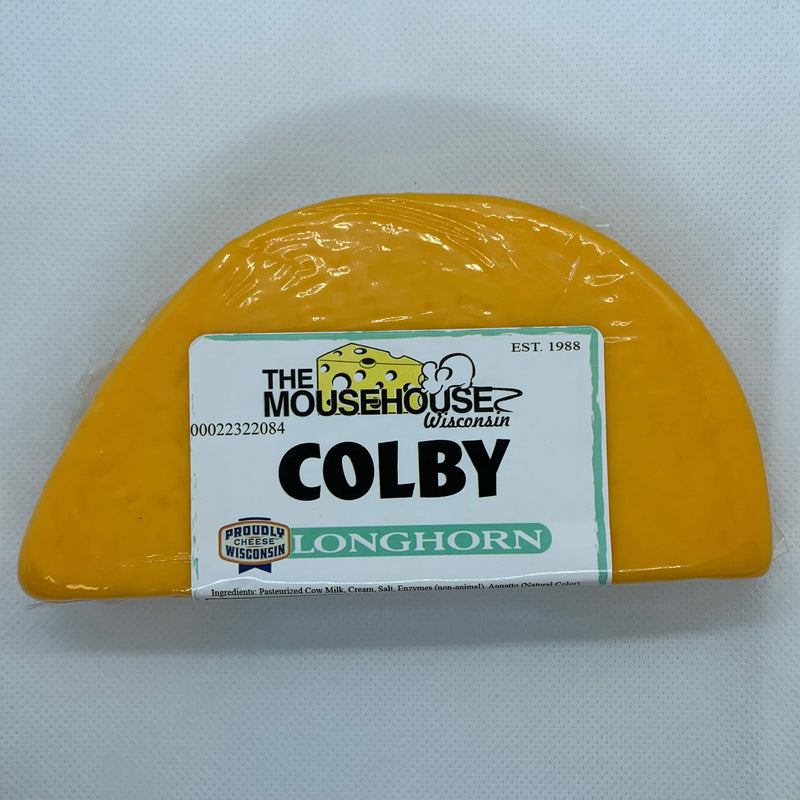 EST. 1988
THE
MOUSEHOUSE
Wisconsin
00022322084
COLBY
PROUDLY
CHEESE
WISCONSIN
LONGHORN
Ingredients: Pasteurized Cow Milk, Cream, Salt, Enzymes (non-animal), Annatto (Natural Color)